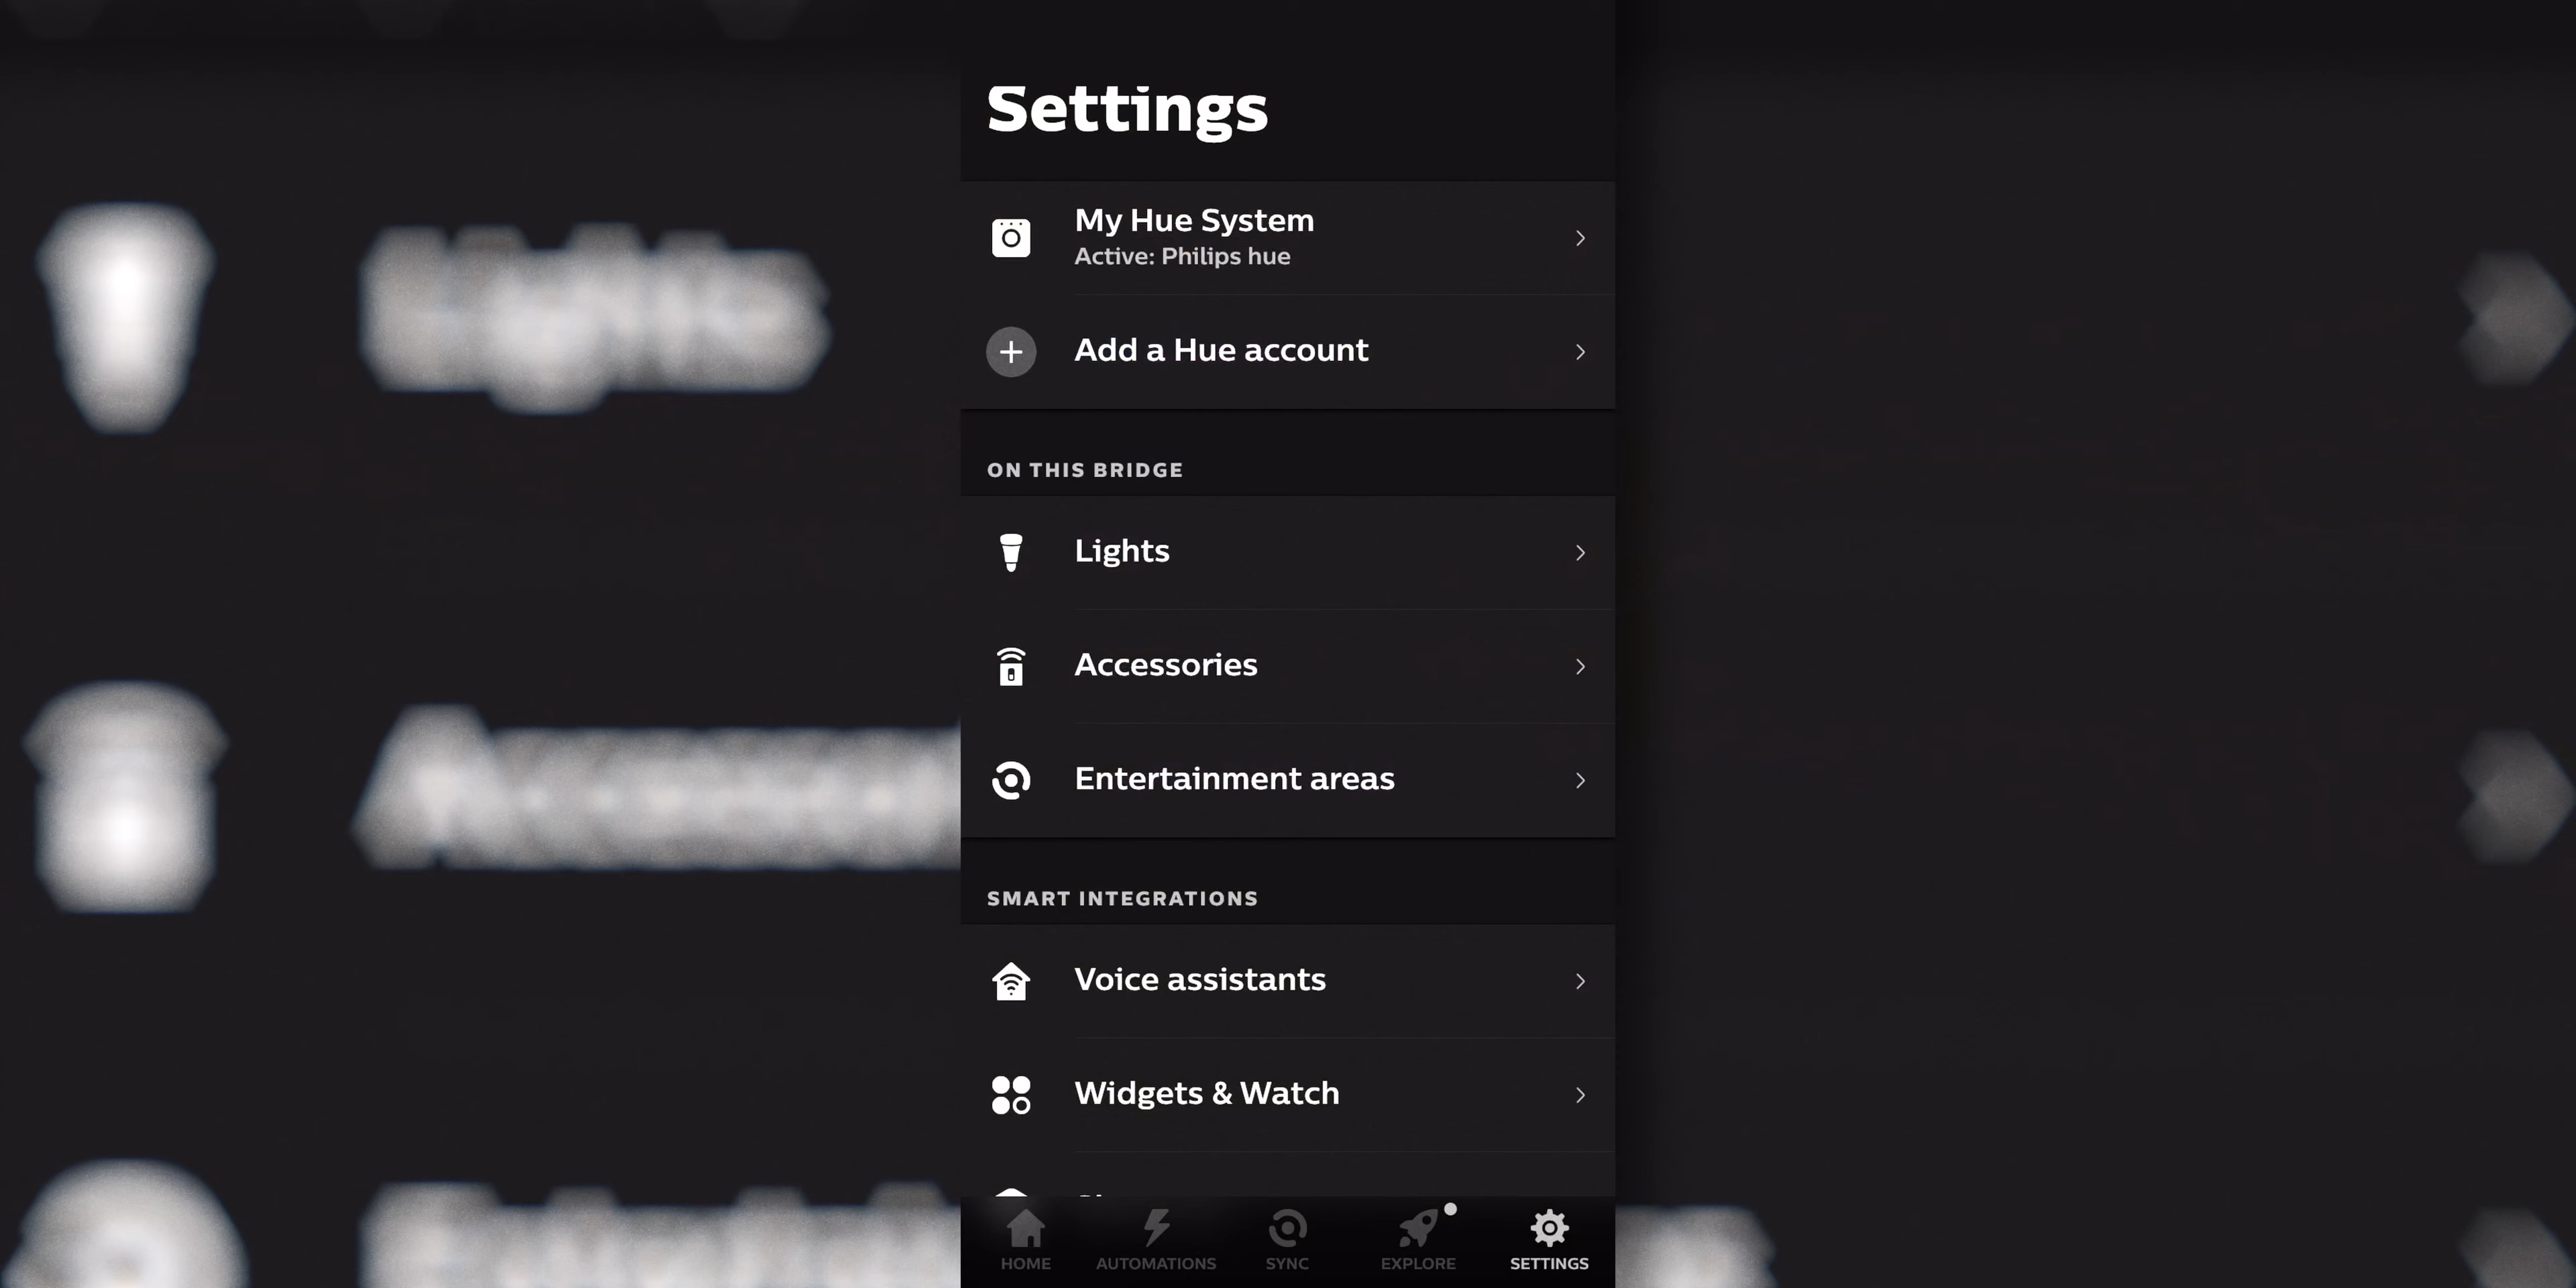 Settings
My Hue System
Active: Philips hue
Add a Hue account
ON THIS BRIDGE
Lights
Accessories
Entertainment areas
SMART INTEGRATIONS
Voice assistants
Widgets & Watch
HOME AUTOMATIONS SYNC EXPLORE SETTINGS